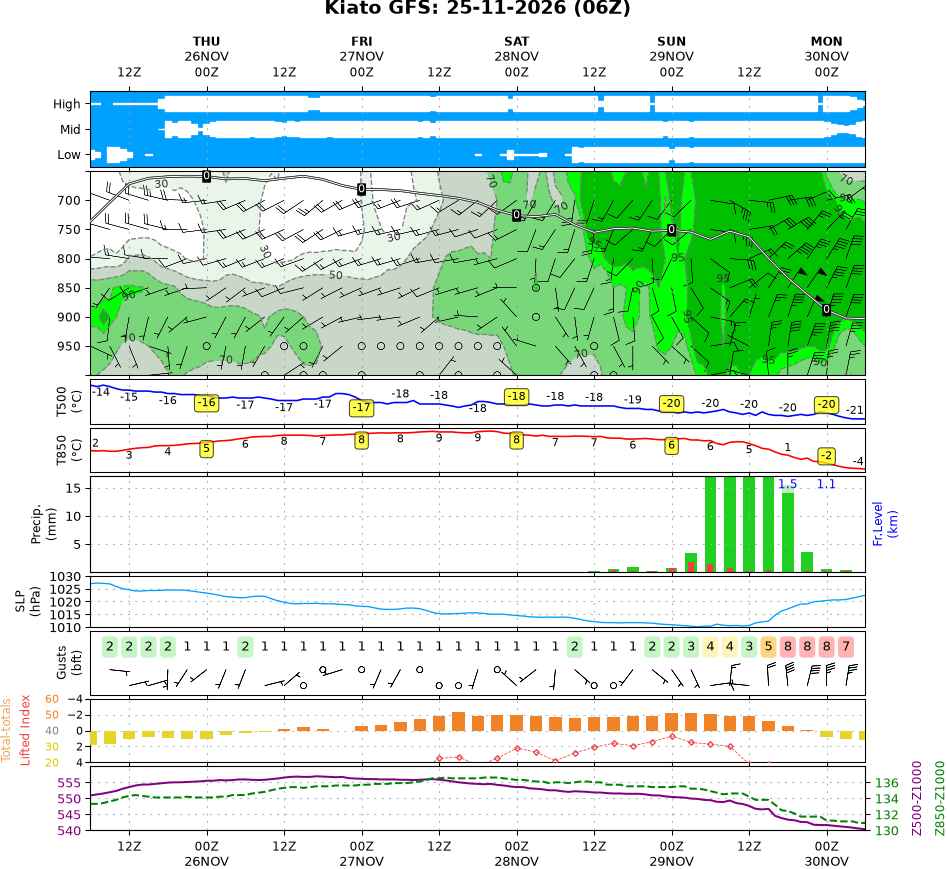 Kiato GFS: 25-11-2026 (06Z)
THU FRI SAT SUN MON
26NOV 27NOV 28NOV 29NOV 30NOV
12Z 00Z 12Z 00Z 12Z 00Z 12Z 00Z 12Z 00Z
High
Mid
Low
700
750
800
850
900
950
30 30 30 50 70 70 70 70 70 90 95 95 95 95 95 90 90
0 0 0 0 0
T500 (°C)
-14 -15 -16 -16 -17 -17 -17 -17 -18 -18 -18 -18 -18 -18 -19 -20 -20 -20 -20 -20 -21
T850 (°C)
2 3 4 5 6 8 7 8 8 9 9 8 7 7 6 6 6 5 1 -2 -4
Precip. (mm)
15
10
5
1.5 1.1
Fr.Level (km)
SLP (hPa)
1030
1025
1020
1015
1010
Gusts (bft)
2 2 2 2 1 1 1 2 1 1 1 1 1 1 1 1 1 1 1 1 1 1 1 1 2 1 1 1 2 2 3 4 4 3 5 8 8 8 7
Total-totals
Lifted Index
60 −4
50 −2
40 0
30 2
20 4
555
550
545
540
136
134
132
130
Z500-Z1000
Z850-Z1000
12Z 00Z 12Z 00Z 12Z 00Z 12Z 00Z 12Z 00Z
26NOV 27NOV 28NOV 29NOV 30NOV